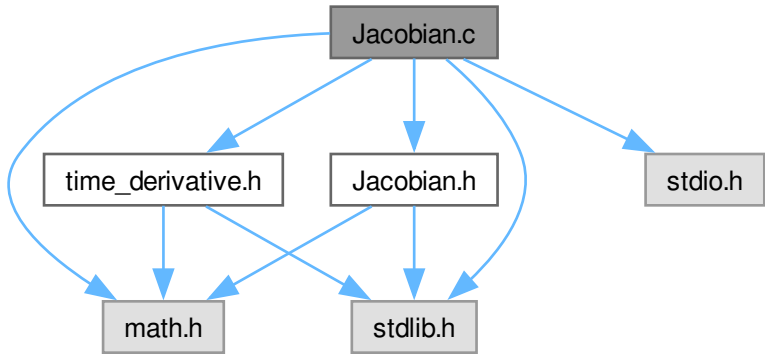 Jacobian.c
time_derivative.h
Jacobian.h
stdio.h
math.h
stdlib.h